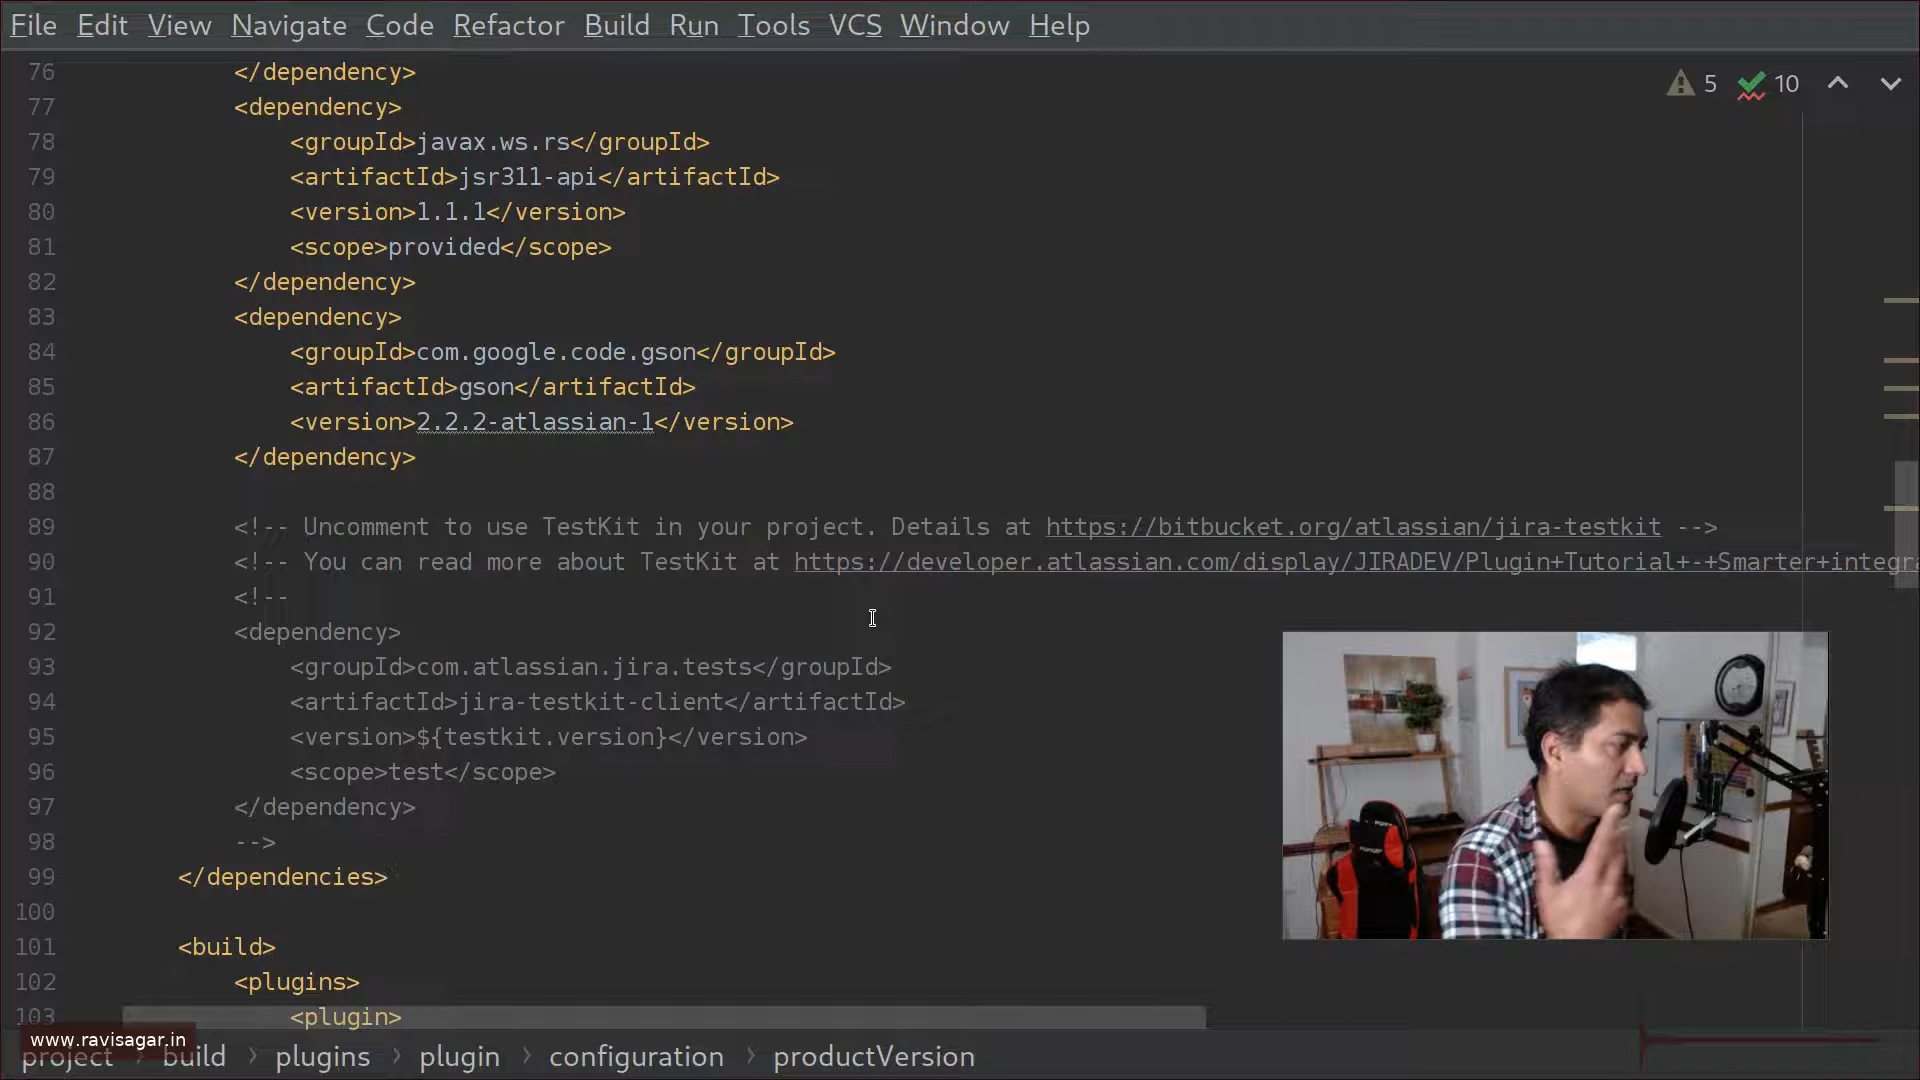 File Edit View Navigate Code Refactor Build Run Tools VCS Window Help
5 10
76 </dependency>
77 <dependency>
78 <groupId>javax.ws.rs</groupId>
79 <artifactId>jsr311-api</artifactId>
80 <version>1.1.1</version>
81 <scope>provided</scope>
82 </dependency>
83 <dependency>
84 <groupId>com.google.code.gson</groupId>
85 <artifactId>gson</artifactId>
86 <version>2.2.2-atlassian-1</version>
87 </dependency>
88
89 <!-- Uncomment to use TestKit in your project. Details at https://bitbucket.org/atlassian/jira-testkit -->
90 <!-- You can read more about TestKit at https://developer.atlassian.com/display/JIRADEV/Plugin+Tutorial+-+Smarter+integra
91 <!--
92 <dependency>
93 <groupId>com.atlassian.jira.tests</groupId>
94 <artifactId>jira-testkit-client</artifactId>
95 <version>${testkit.version}</version>
96 <scope>test</scope>
97 </dependency>
98 -->
99 </dependencies>
100
101 <build>
102 <plugins>
103 <plugin>
www.ravisagar.in
project > build > plugins > plugin > configuration > productVersion